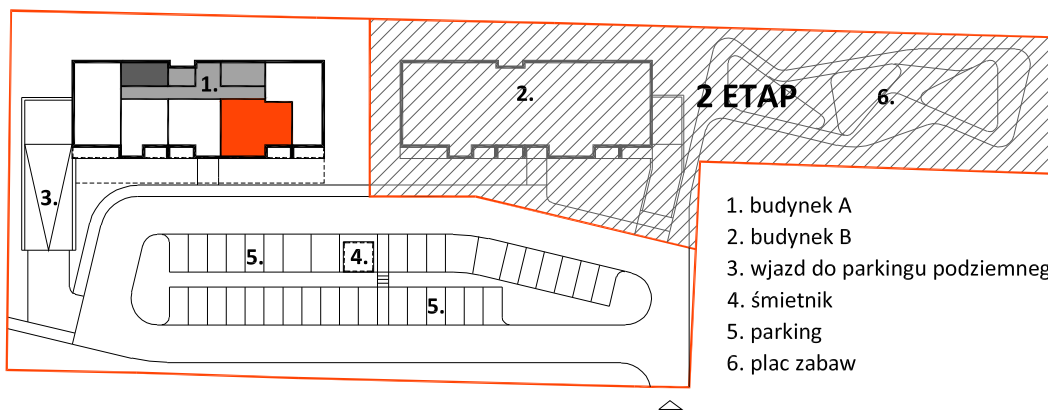 1.
2.
2 ETAP
6.
3.
5.
4.
5.
1. budynek A
2. budynek B
3. wjazd do parkingu podziemneg
4. śmietnik
5. parking
6. plac zabaw